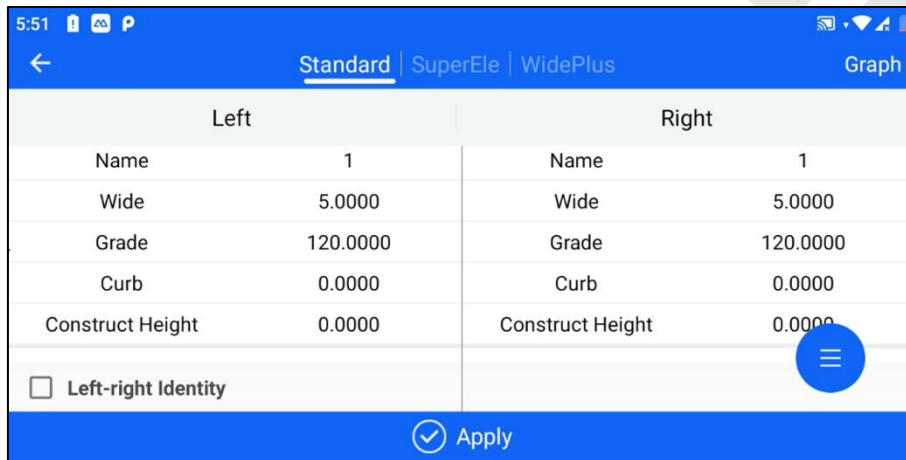 5:51
Standard | SuperEle | WidePlus Graph
Left Right
Name 1 Name 1
Wide 5.0000 Wide 5.0000
Grade 120.0000 Grade 120.0000
Curb 0.0000 Curb 0.0000
Construct Height 0.0000 Construct Height 0.0000
Left-right Identity
Apply